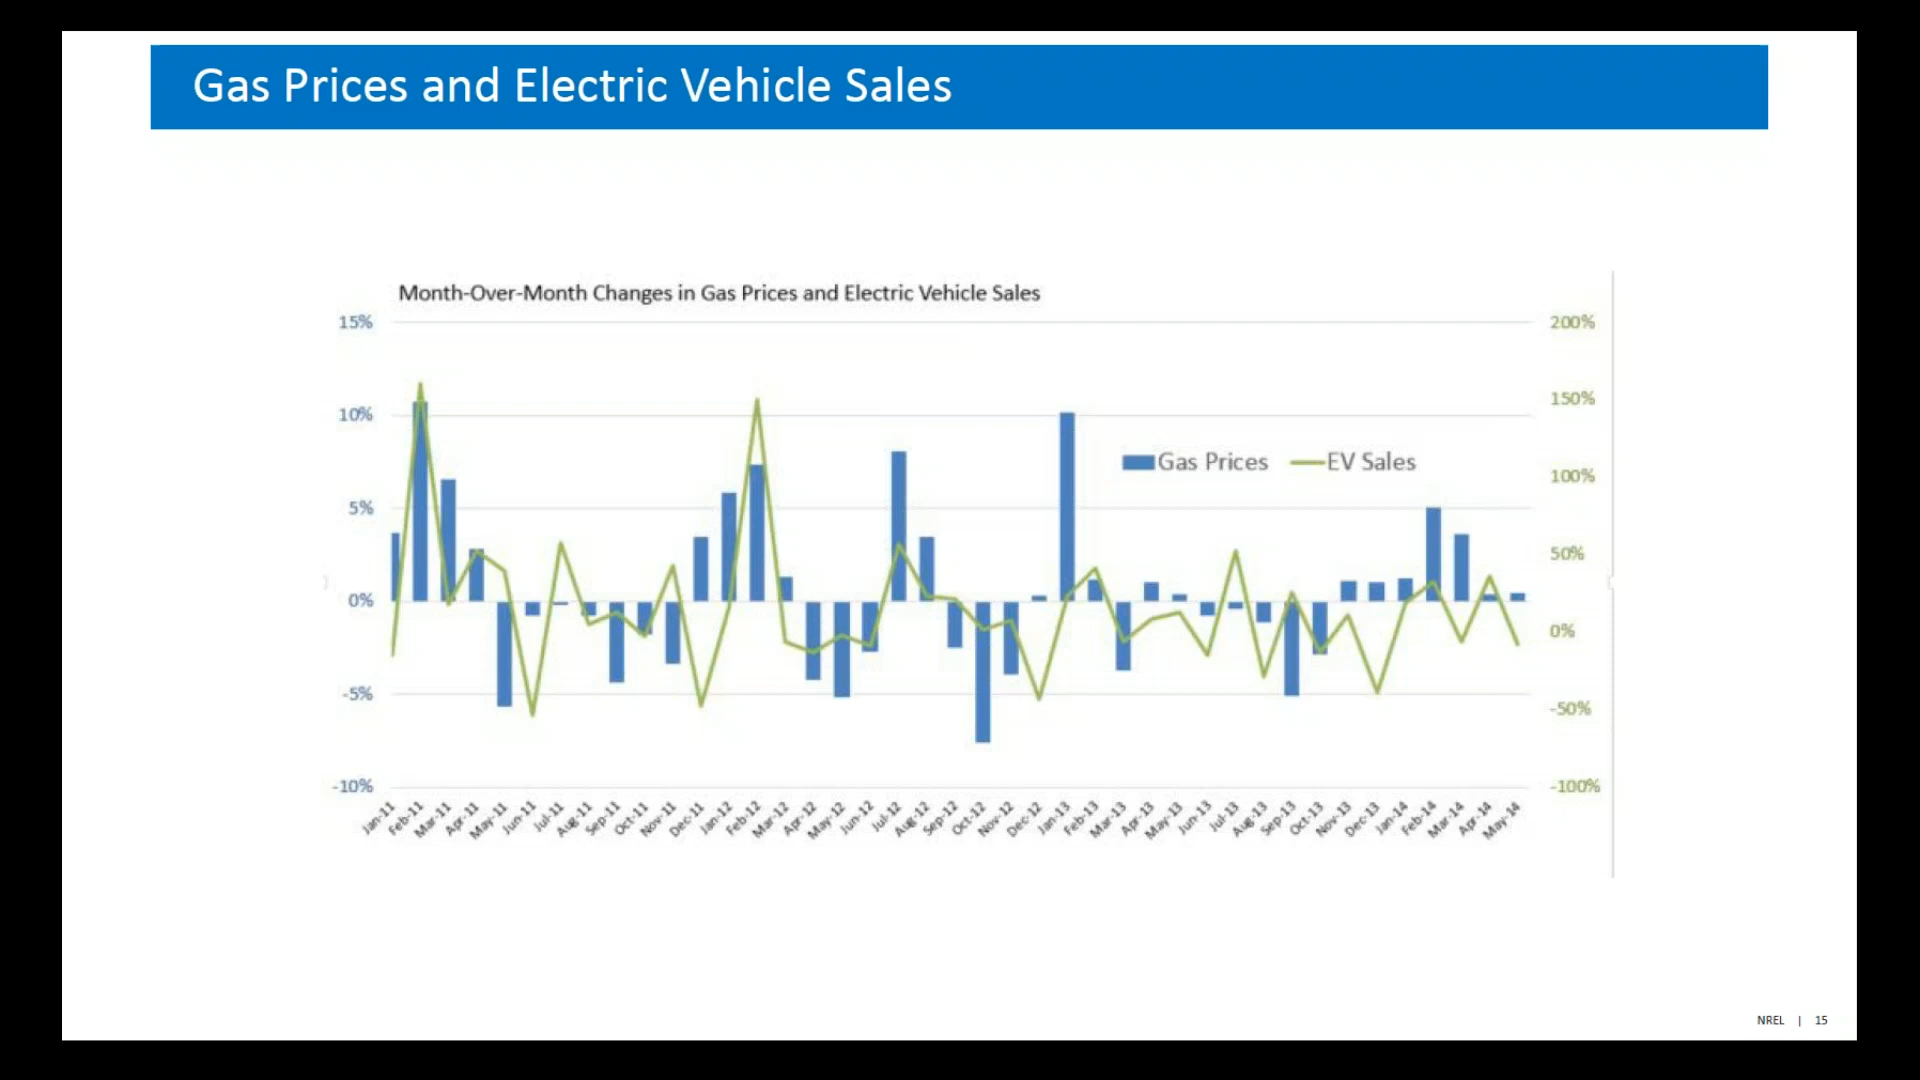 Gas Prices and Electric Vehicle Sales
Month-Over-Month Changes in Gas Prices and Electric Vehicle Sales
15%
10%
5%
0%
-5%
-10%
200%
150%
100%
50%
0%
-50%
-100%
Gas Prices EV Sales
Jan-11 Feb-11 Mar-11 Apr-11 May-11 Jun-11 Jul-11 Aug-11 Sep-11 Oct-11 Nov-11 Dec-11 Jan-12 Feb-12 Mar-12 Apr-12 May-12 Jun-12 Jul-12 Aug-12 Sep-12 Oct-12 Nov-12 Dec-12 Jan-13 Feb-13 Mar-13 Apr-13 May-13 Jun-13 Jul-13 Aug-13 Sep-13 Oct-13 Nov-13 Dec-13 Jan-14 Feb-14 Mar-14 Apr-14 May-14
NREL | 15